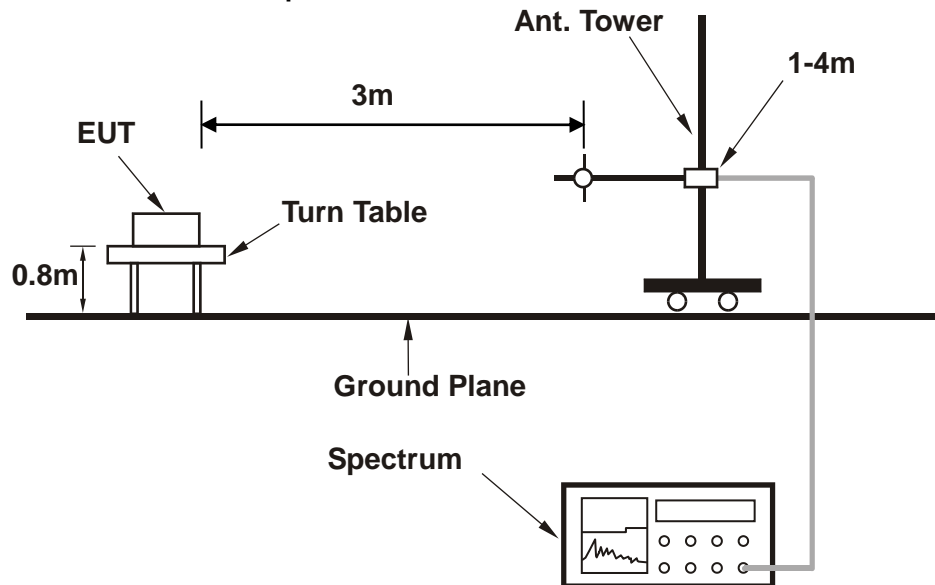 Ant. Tower
1-4m
3m
EUT
Turn Table
0.8m
Ground Plane
Spectrum